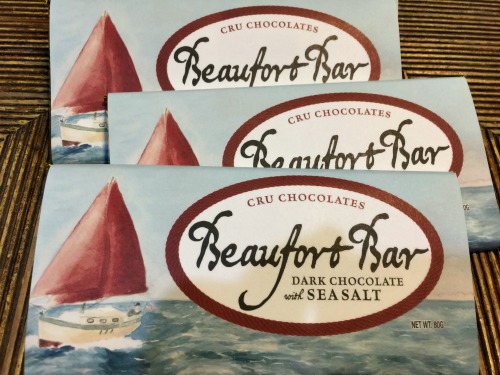 CRU CHOCOLATES
Beaufort Bar
CRU CHOCOLATES
Beaufort Bar
CRU CHOCOLATES
Beaufort Bar
DARK CHOCOLATE
with SEA SALT
NET WT. 80G